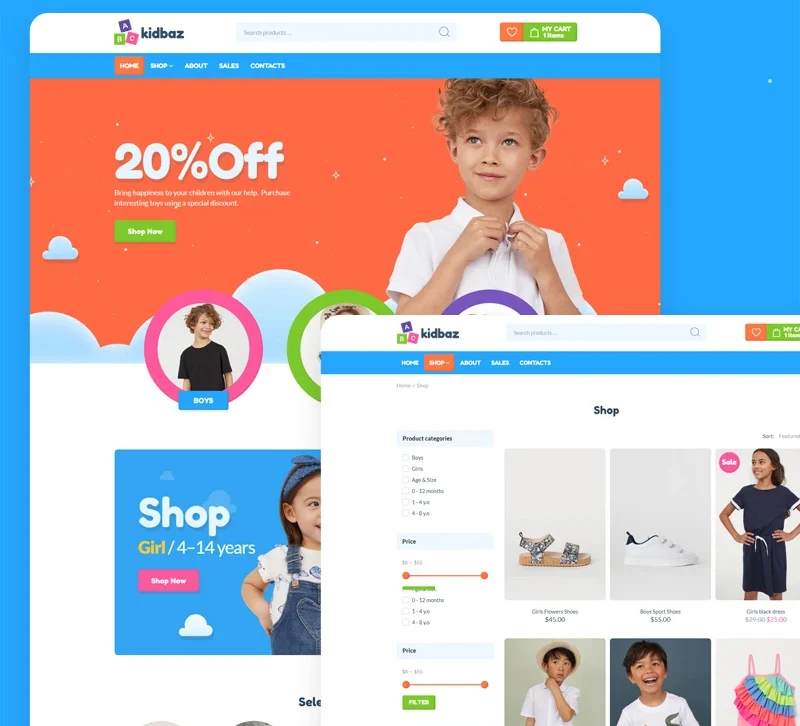 A
B C
kidbaz
Search products ...
MY CART
1 Items
HOME SHOP ABOUT SALES CONTACTS
20%Off
Bring happiness to your children with our help. Purchase
interesting toys using a special discount.
Shop Now
BOYS
Shop
Girl / 4–14 years
Shop Now
Sele
A
B C
kidbaz
Search products ...
MY CA
1 Items
HOME SHOP ABOUT SALES CONTACTS
Home / Shop
Shop
Sort: Featured
Product categories
Boys
Girls
Age & Size
0 - 12 months
1 - 4 y.o
4 - 8 y.o
Price
$8 — $55
0 - 12 months
1 - 4 y.o
4 - 8 y.o
Price
$8 — $55
FILTER
Girls Flowers Shoes
$45.00
Boys Sport Shoes
$55.00
Sale
Girls black dress
$29.00 $25.00